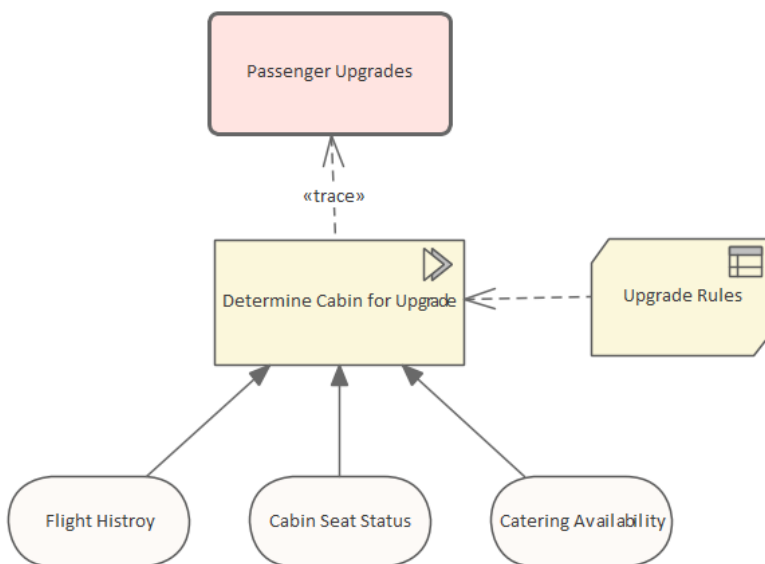 Passenger Upgrades
«trace»
Determine Cabin for Upgrade
Upgrade Rules
Flight Histroy
Cabin Seat Status
Catering Availability